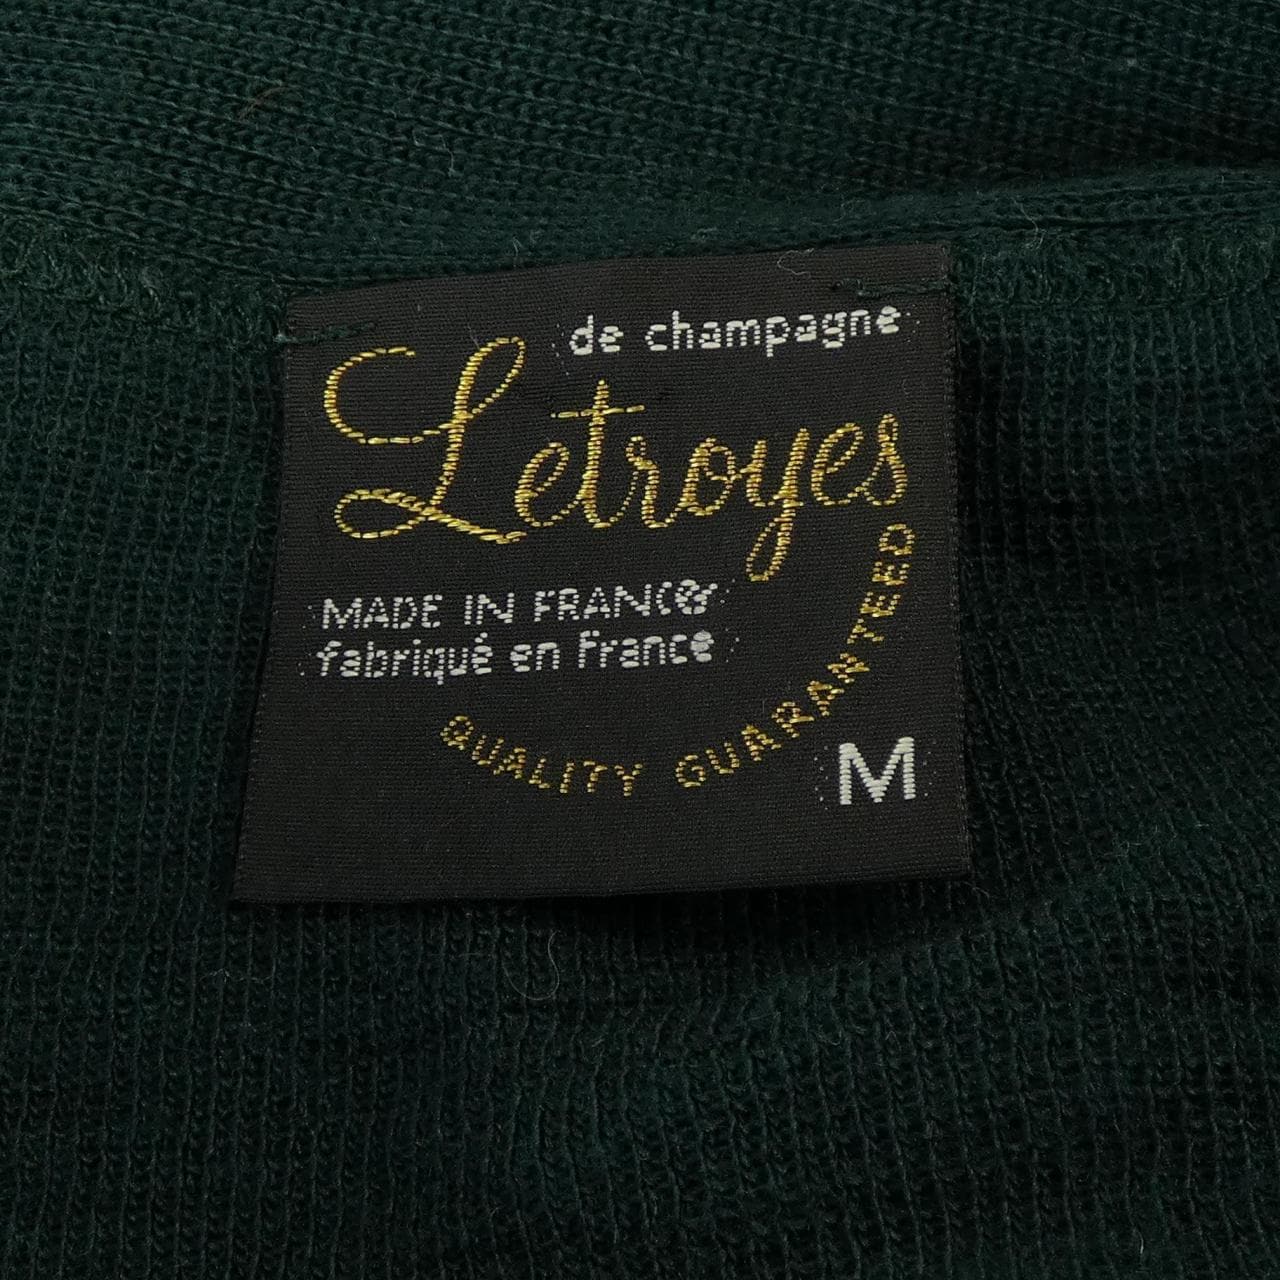 de champagne
Letroyes
MADE IN FRANCE
fabriqué en France
QUALITY GUARANTEED
M